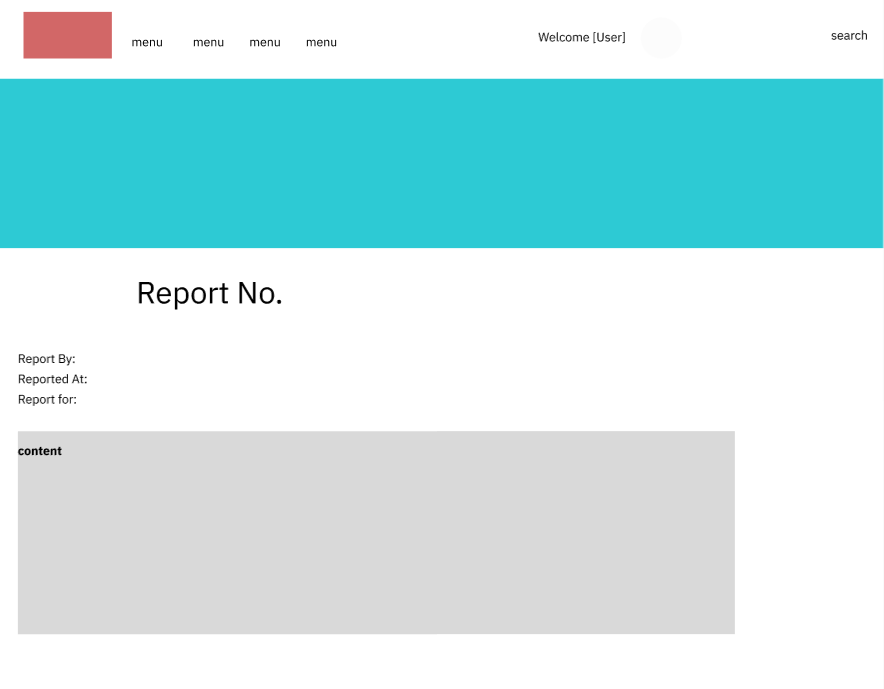 menu menu menu menu Welcome [User] search
Report No.
Report By:
Reported At:
Report for:
content